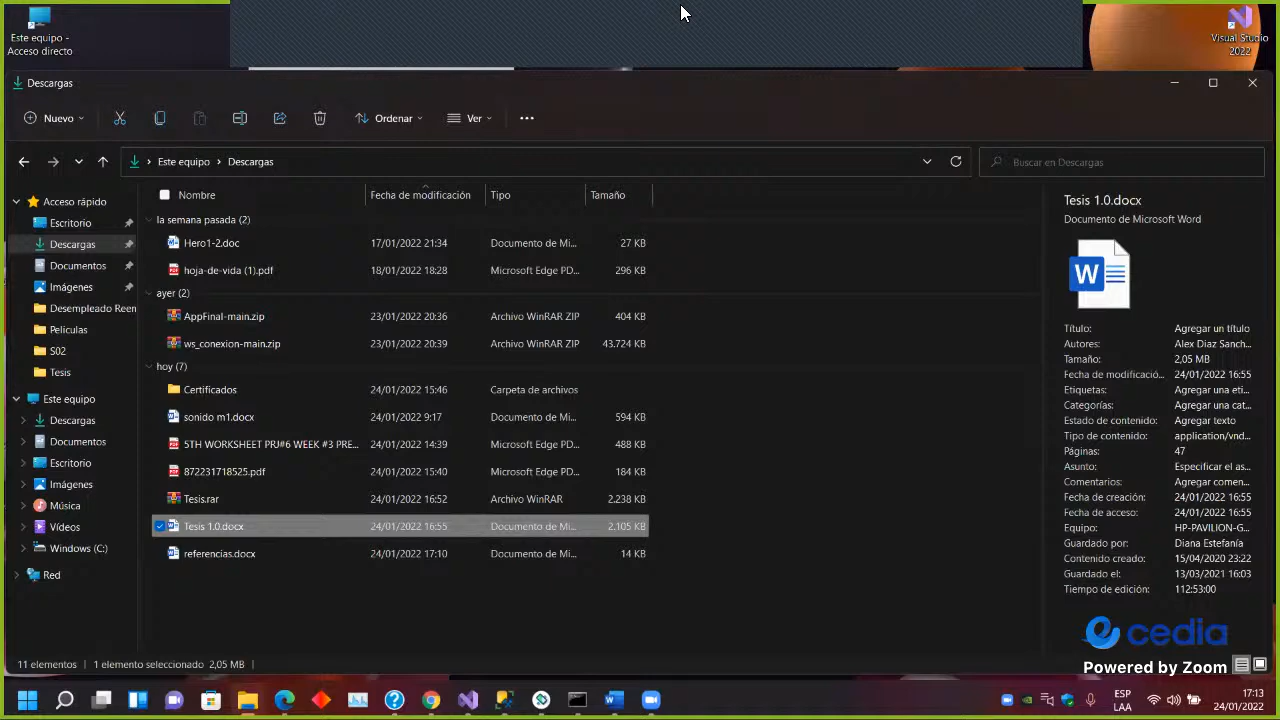 Este equipo -
Acceso directo
Visual Studio
2022
Descargas
Nuevo
Ordenar
Ver
Este equipo > Descargas
Buscar en Descargas
Acceso rápido
Escritorio
Descargas
Documentos
Imágenes
Desempleado Reen
Películas
S02
Tesis
Este equipo
Descargas
Documentos
Escritorio
Imágenes
Música
Vídeos
Windows (C:)
Red
Nombre Fecha de modificación Tipo Tamaño
la semana pasada (2)
Hero1-2.doc 17/01/2022 21:34 Documento de Mi... 27 KB
hoja-de-vida (1).pdf 18/01/2022 18:28 Microsoft Edge PD... 296 KB
ayer (2)
AppFinal-main.zip 23/01/2022 20:36 Archivo WinRAR ZIP 404 KB
ws_conexion-main.zip 23/01/2022 20:39 Archivo WinRAR ZIP 43.724 KB
hoy (7)
Certificados 24/01/2022 15:46 Carpeta de archivos
sonido m1.docx 24/01/2022 9:17 Documento de Mi... 594 KB
5TH WORKSHEET PRJ#6 WEEK #3 PRE... 24/01/2022 14:39 Microsoft Edge PD... 488 KB
872231718525.pdf 24/01/2022 15:40 Microsoft Edge PD... 184 KB
Tesis.rar 24/01/2022 16:52 Archivo WinRAR 2.238 KB
Tesis 1.0.docx 24/01/2022 16:55 Documento de Mi... 2.105 KB
referencias.docx 24/01/2022 17:10 Documento de Mi... 14 KB
Tesis 1.0.docx
Documento de Microsoft Word
Título: Agregar un título
Autores: Alex Diaz Sanch...
Tamaño: 2,05 MB
Fecha de modificació... 24/01/2022 16:55
Etiquetas: Agregar una eti...
Categorías: Agregar una cat...
Estado de contenido: Agregar texto
Tipo de contenido: application/vnd...
Páginas: 47
Asunto: Especificar el as...
Comentarios: Agregar comen...
Fecha de creación: 24/01/2022 16:55
Fecha de acceso: 24/01/2022 16:55
Equipo: HP-PAVILION-G...
Guardado por: Diana Estefanía
Contenido creado: 15/04/2020 23:22
Guardado el: 13/03/2021 16:03
Tiempo de edición: 112:53:00
cedia
Powered by Zoom
11 elementos 1 elemento seleccionado 2,05 MB
ESP
LAA
17:13
24/01/2022